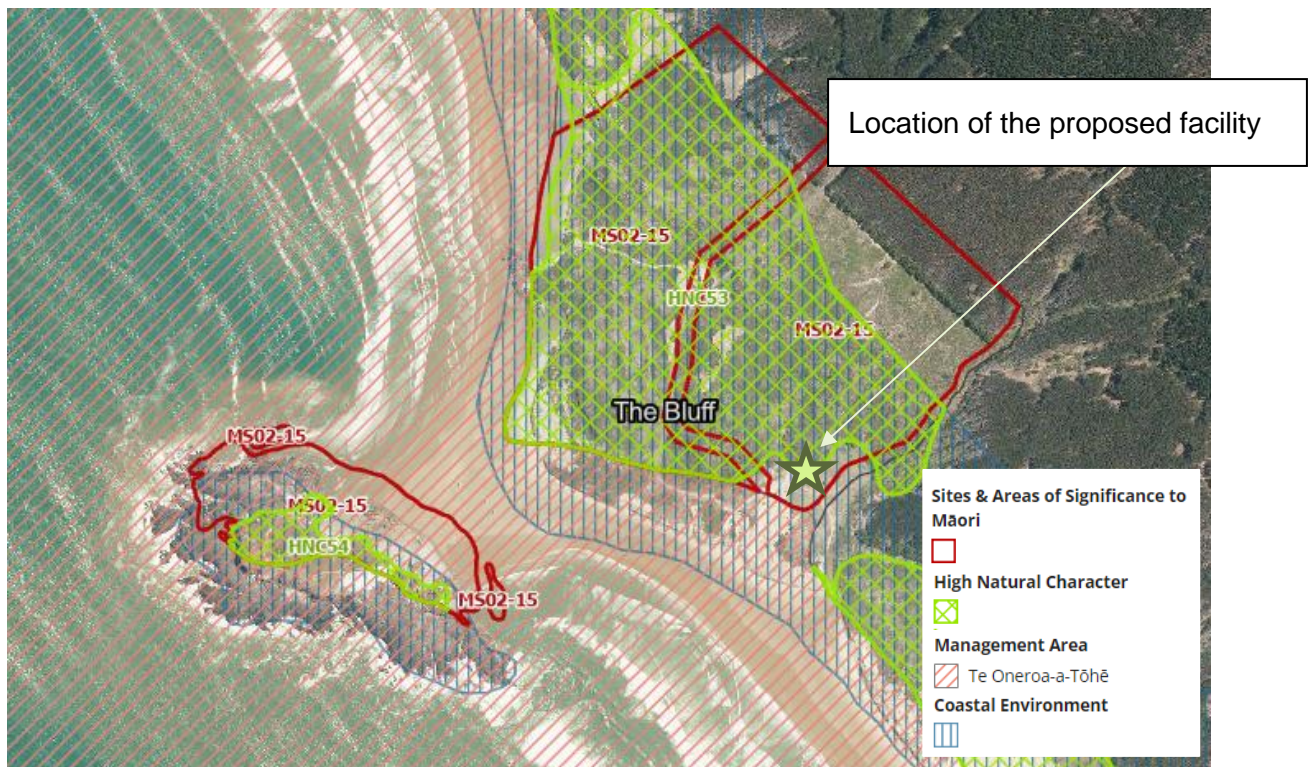 Location of the proposed facility
MS02-15
HNC53
MS02-15
The Bluff
MS02-15
MS02-15
HNC54
MS02-15
Sites & Areas of Significance to
Māori
High Natural Character
Management Area
Te Oneroa-a-Tōhē
Coastal Environment